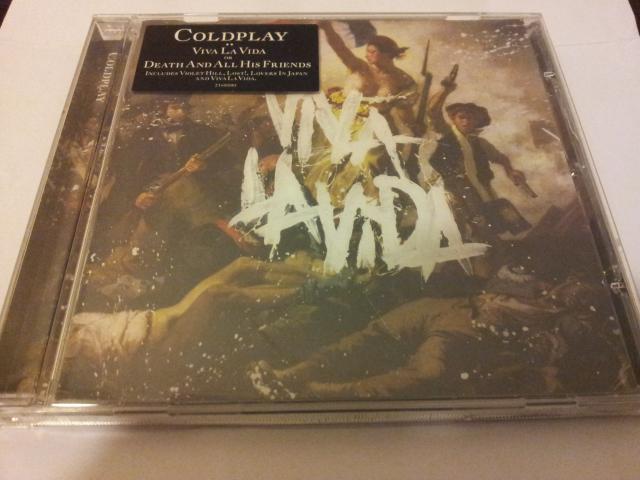 COLDPLAY
VIVA LA VIDA
OR
DEATH AND ALL HIS FRIENDS
INCLUDES VIOLET HILL, LOST!, LOVERS IN JAPAN
AND VIVA LA VIDA.
COLDPLAY
VIVA
LA VIDA